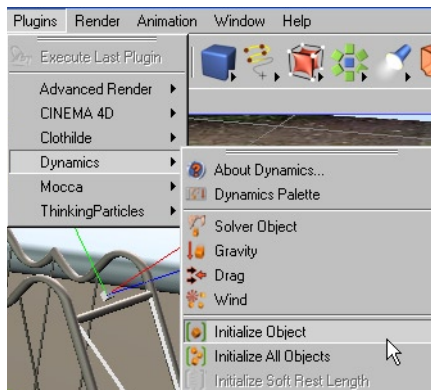 Plugins Render Animation Window Help
Execute Last Plugin
Advanced Render
CINEMA 4D
Clothilde
Dynamics
Mocca
ThinkingParticles
About Dynamics...
Dynamics Palette
Solver Object
Gravity
Drag
Wind
Initialize Object
Initialize All Objects
Initialize Soft Rest Length